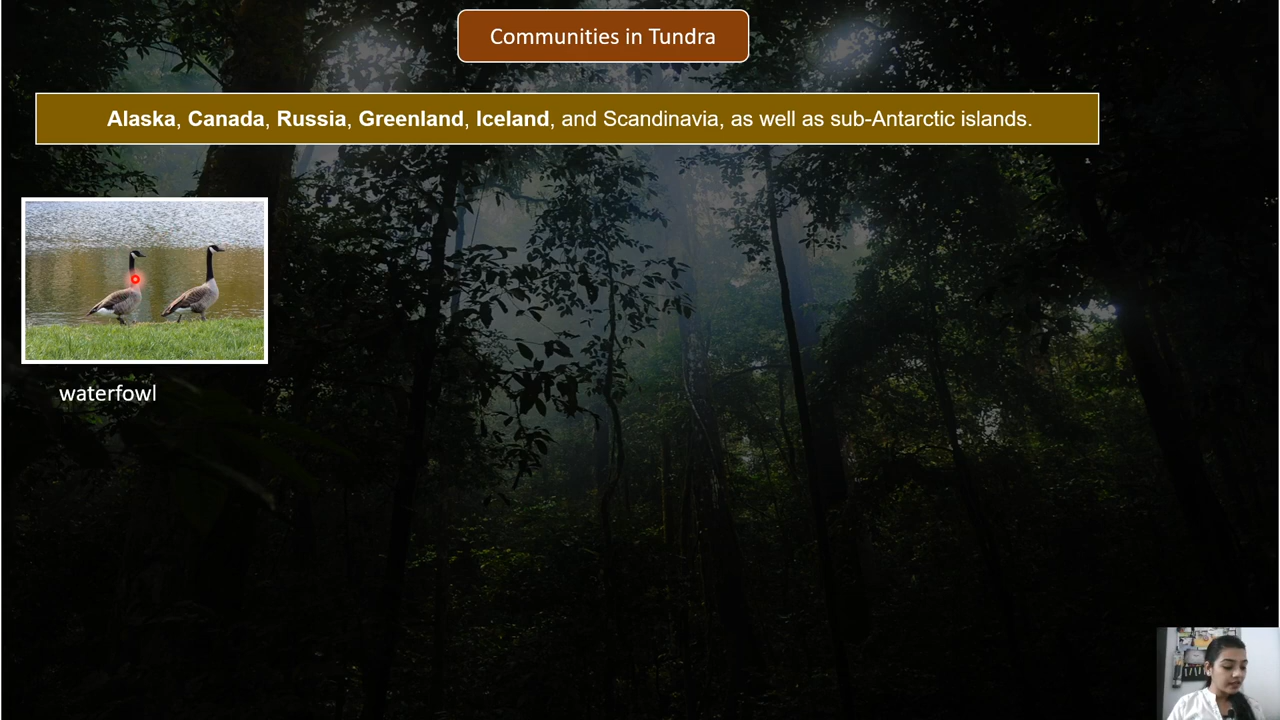 Communities in Tundra
Alaska, Canada, Russia, Greenland, Iceland, and Scandinavia, as well as sub-Antarctic islands.
waterfowl